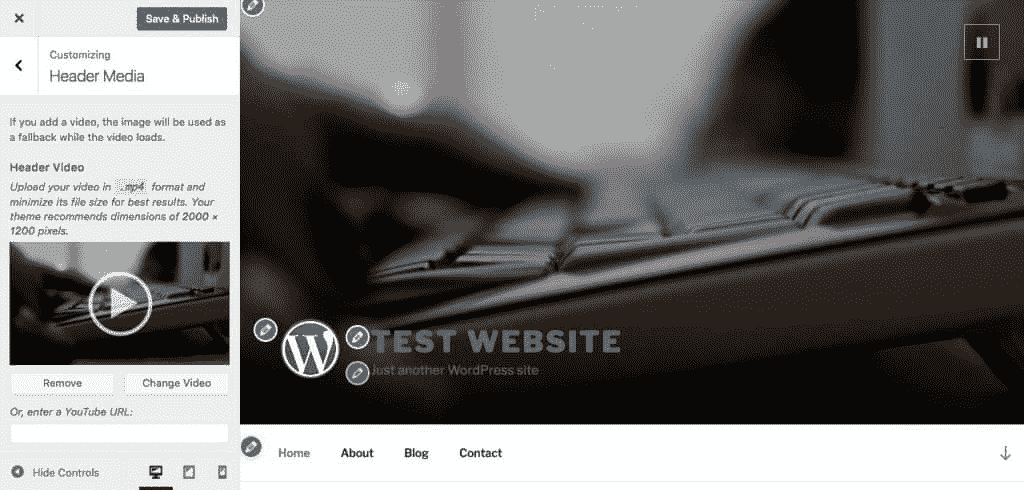 Save & Publish
Customizing
Header Media
If you add a video, the image will be used as
a fallback while the video loads.
Header Video
Upload your video in .mp4 format and
minimize its file size for best results. Your
theme recommends dimensions of 2000 ×
1200 pixels.
Remove
Change Video
Or, enter a YouTube URL:
Hide Controls
TEST WEBSITE
Just another WordPress site
Home
About
Blog
Contact